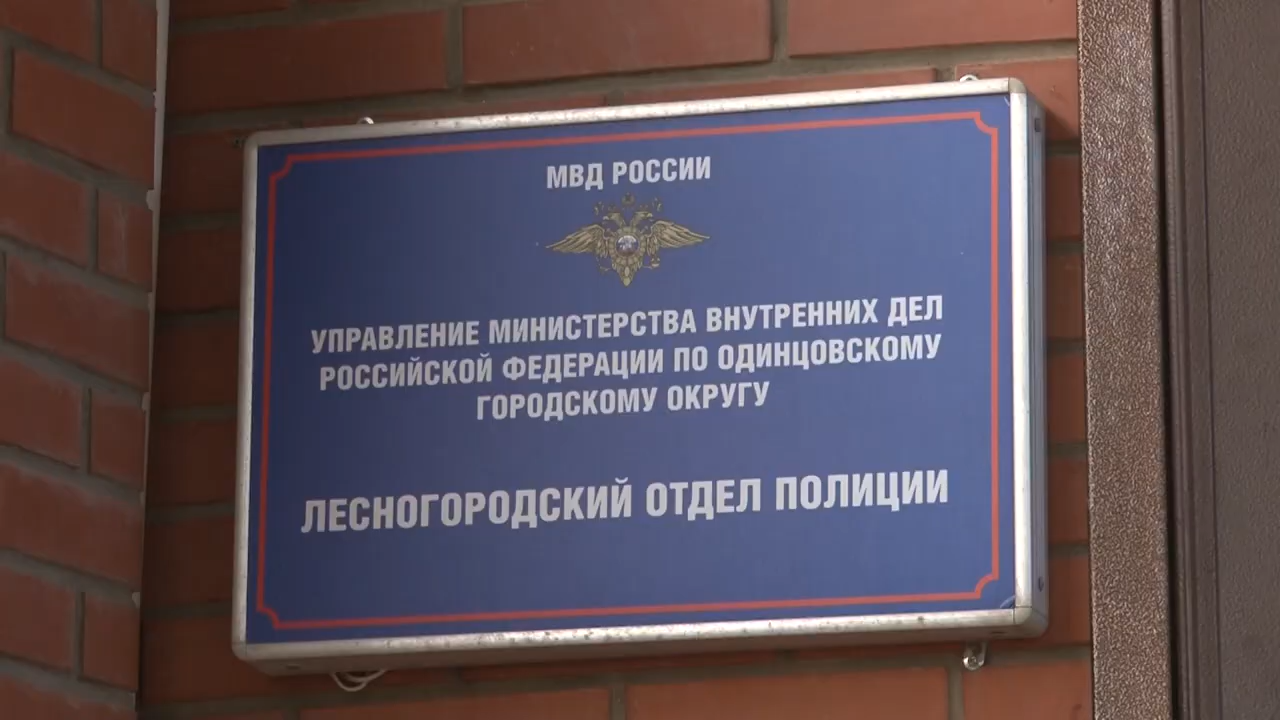 МВД РОССИИ
УПРАВЛЕНИЕ МИНИСТЕРСТВА ВНУТРЕННИХ ДЕЛ
РОССИЙСКОЙ ФЕДЕРАЦИИ ПО ОДИНЦОВСКОМУ
ГОРОДСКОМУ ОКРУГУ
ЛЕСНОГОРОДСКИЙ ОТДЕЛ ПОЛИЦИИ